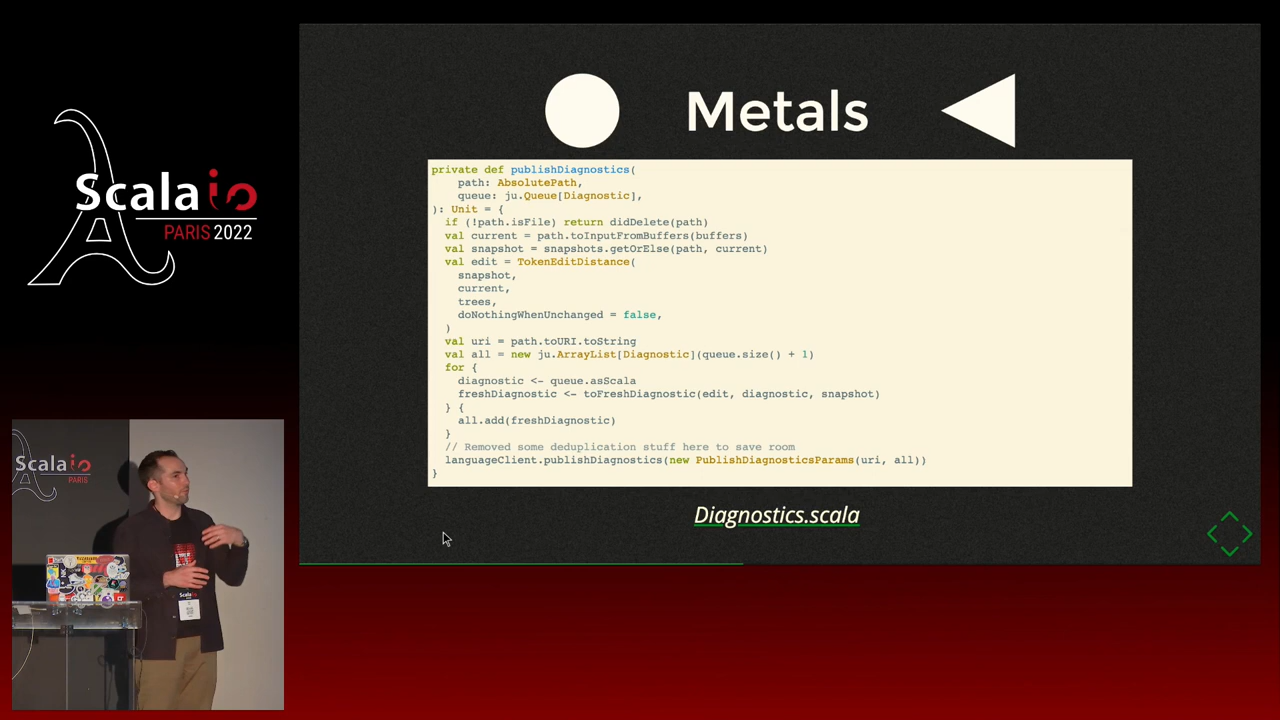 Scala io
PARIS 2022
Metals
private def publishDiagnostics(
    path: AbsolutePath,
    queue: ju.Queue[Diagnostic],
): Unit = {
  if (!path.isFile) return didDelete(path)
  val current = path.toInputFromBuffers(buffers)
  val snapshot = snapshots.getOrElse(path, current)
  val edit = TokenEditDistance(
    snapshot,
    current,
    trees,
    doNothingWhenUnchanged = false,
  )
  val uri = path.toURI.toString
  val all = new ju.ArrayList[Diagnostic](queue.size() + 1)
  for {
    diagnostic <- queue.asScala
    freshDiagnostic <- toFreshDiagnostic(edit, diagnostic, snapshot)
  } {
    all.add(freshDiagnostic)
  }
  // Removed some deduplication stuff here to save room
  languageClient.publishDiagnostics(new PublishDiagnosticsParams(uri, all))
}
Diagnostics.scala
Scala io
PARIS
Scala io